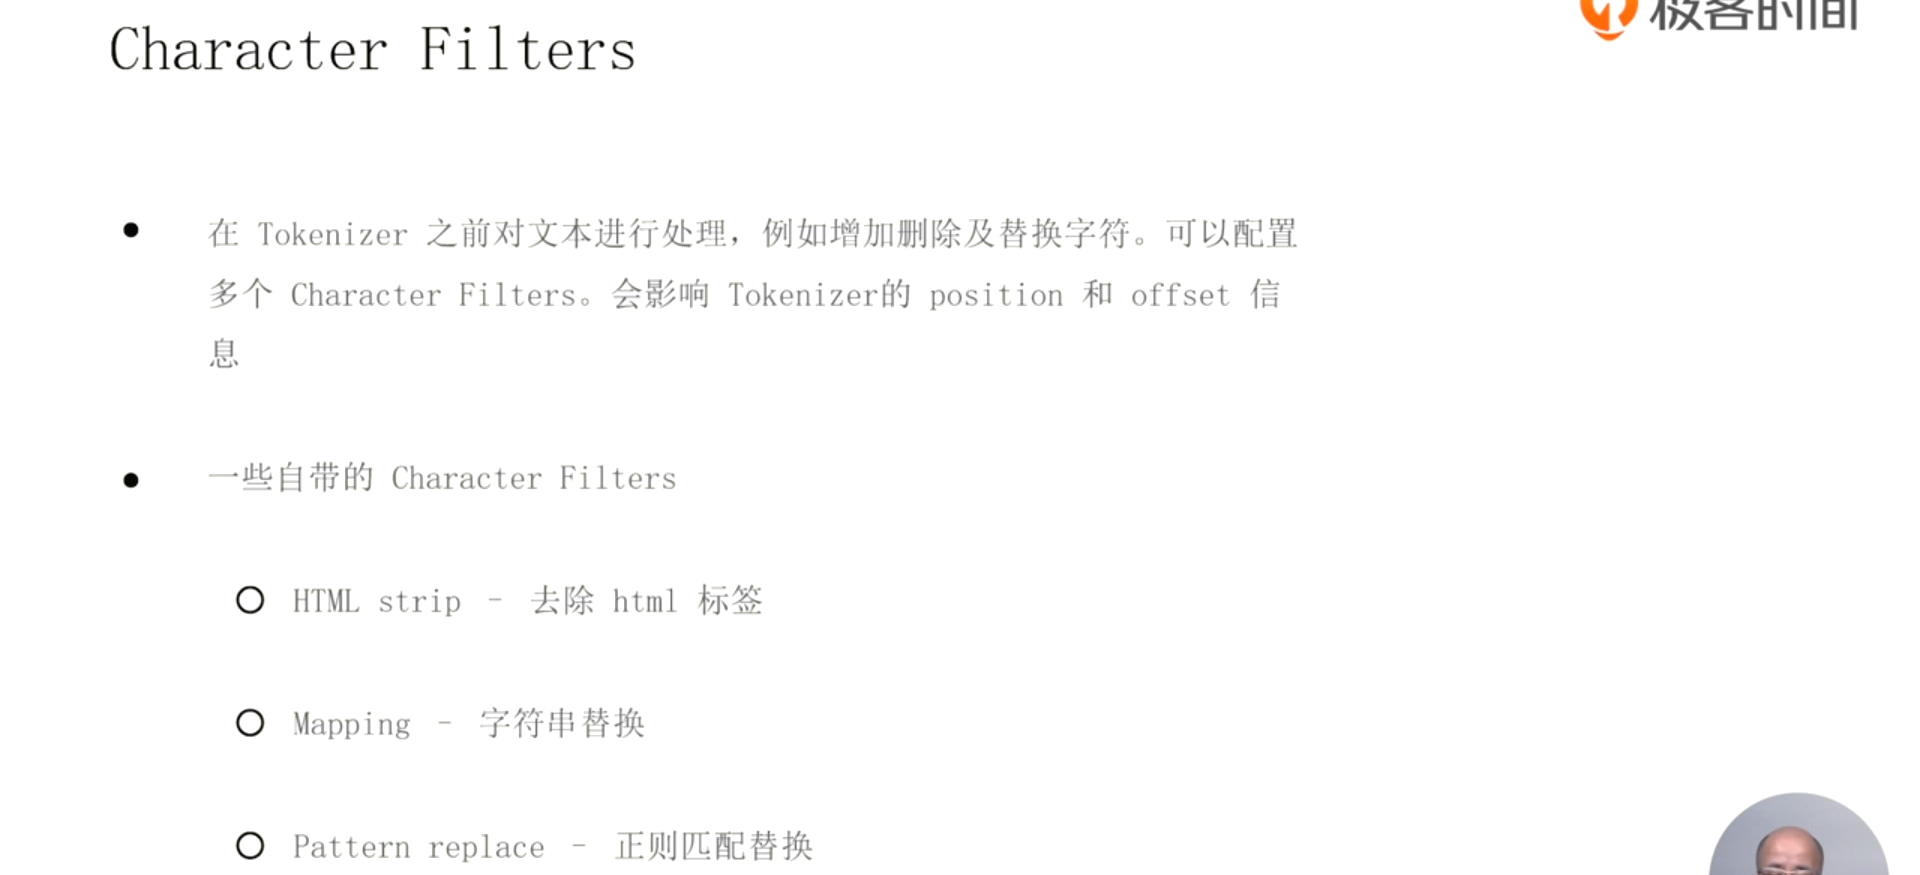 极客时间
Character Filters
在 Tokenizer 之前对文本进行处理，例如增加删除及替换字符。可以配置
多个 Character Filters。会影响 Tokenizer的 position 和 offset 信
息
一些自带的 Character Filters
HTML strip – 去除 html 标签
Mapping – 字符串替换
Pattern replace – 正则匹配替换